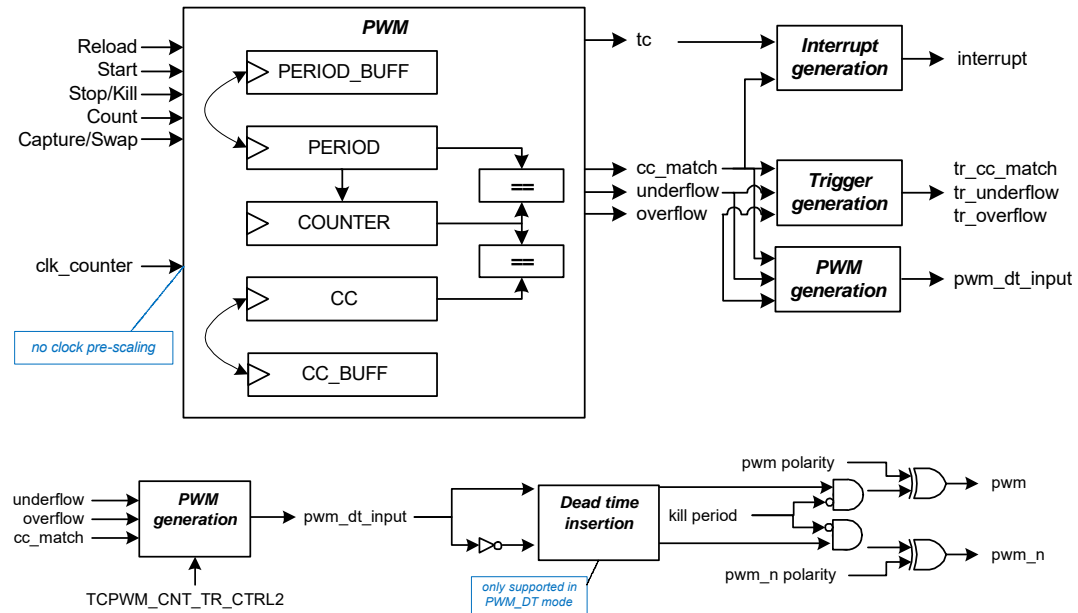 PWM
Reload
Start
Stop/Kill
Count
Capture/Swap
clk_counter
no clock pre-scaling
PERIOD_BUFF
PERIOD
==
COUNTER
==
CC
CC_BUFF
tc
cc_match
underflow
overflow
Interrupt
generation
interrupt
Trigger
generation
tr_cc_match
tr_underflow
tr_overflow
PWM
generation
pwm_dt_input
underflow
overflow
cc_match
PWM
generation
TCPWM_CNT_TR_CTRL2
pwm_dt_input
Dead time
insertion
only supported in
PWM_DT mode
pwm polarity
kill period
pwm_n polarity
pwm
pwm_n